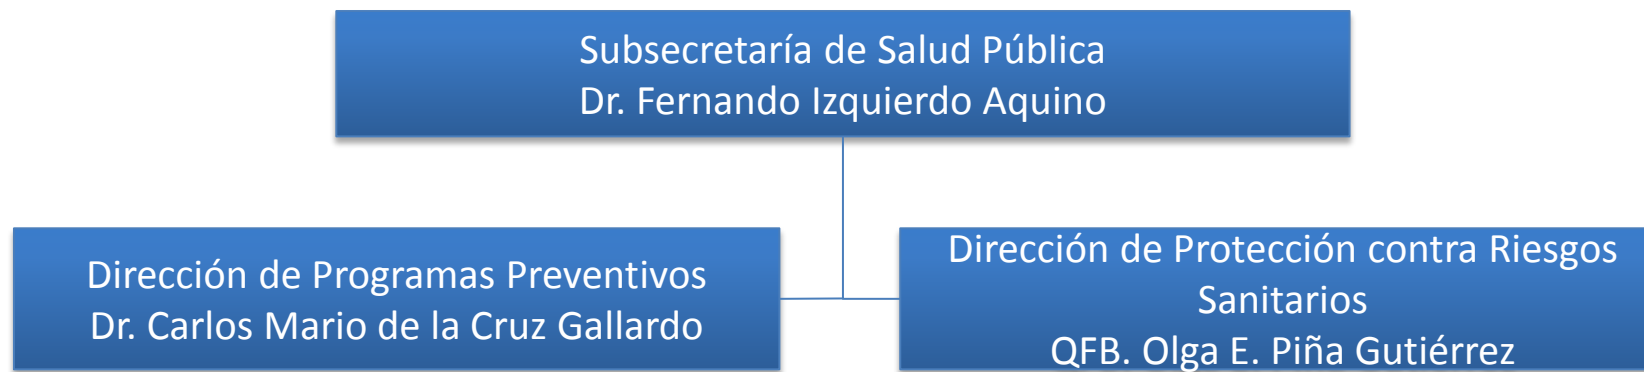 Subsecretaría de Salud Pública
Dr. Fernando Izquierdo Aquino
Dirección de Programas Preventivos
Dr. Carlos Mario de la Cruz Gallardo
Dirección de Protección contra Riesgos
Sanitarios
QFB. Olga E. Piña Gutiérrez